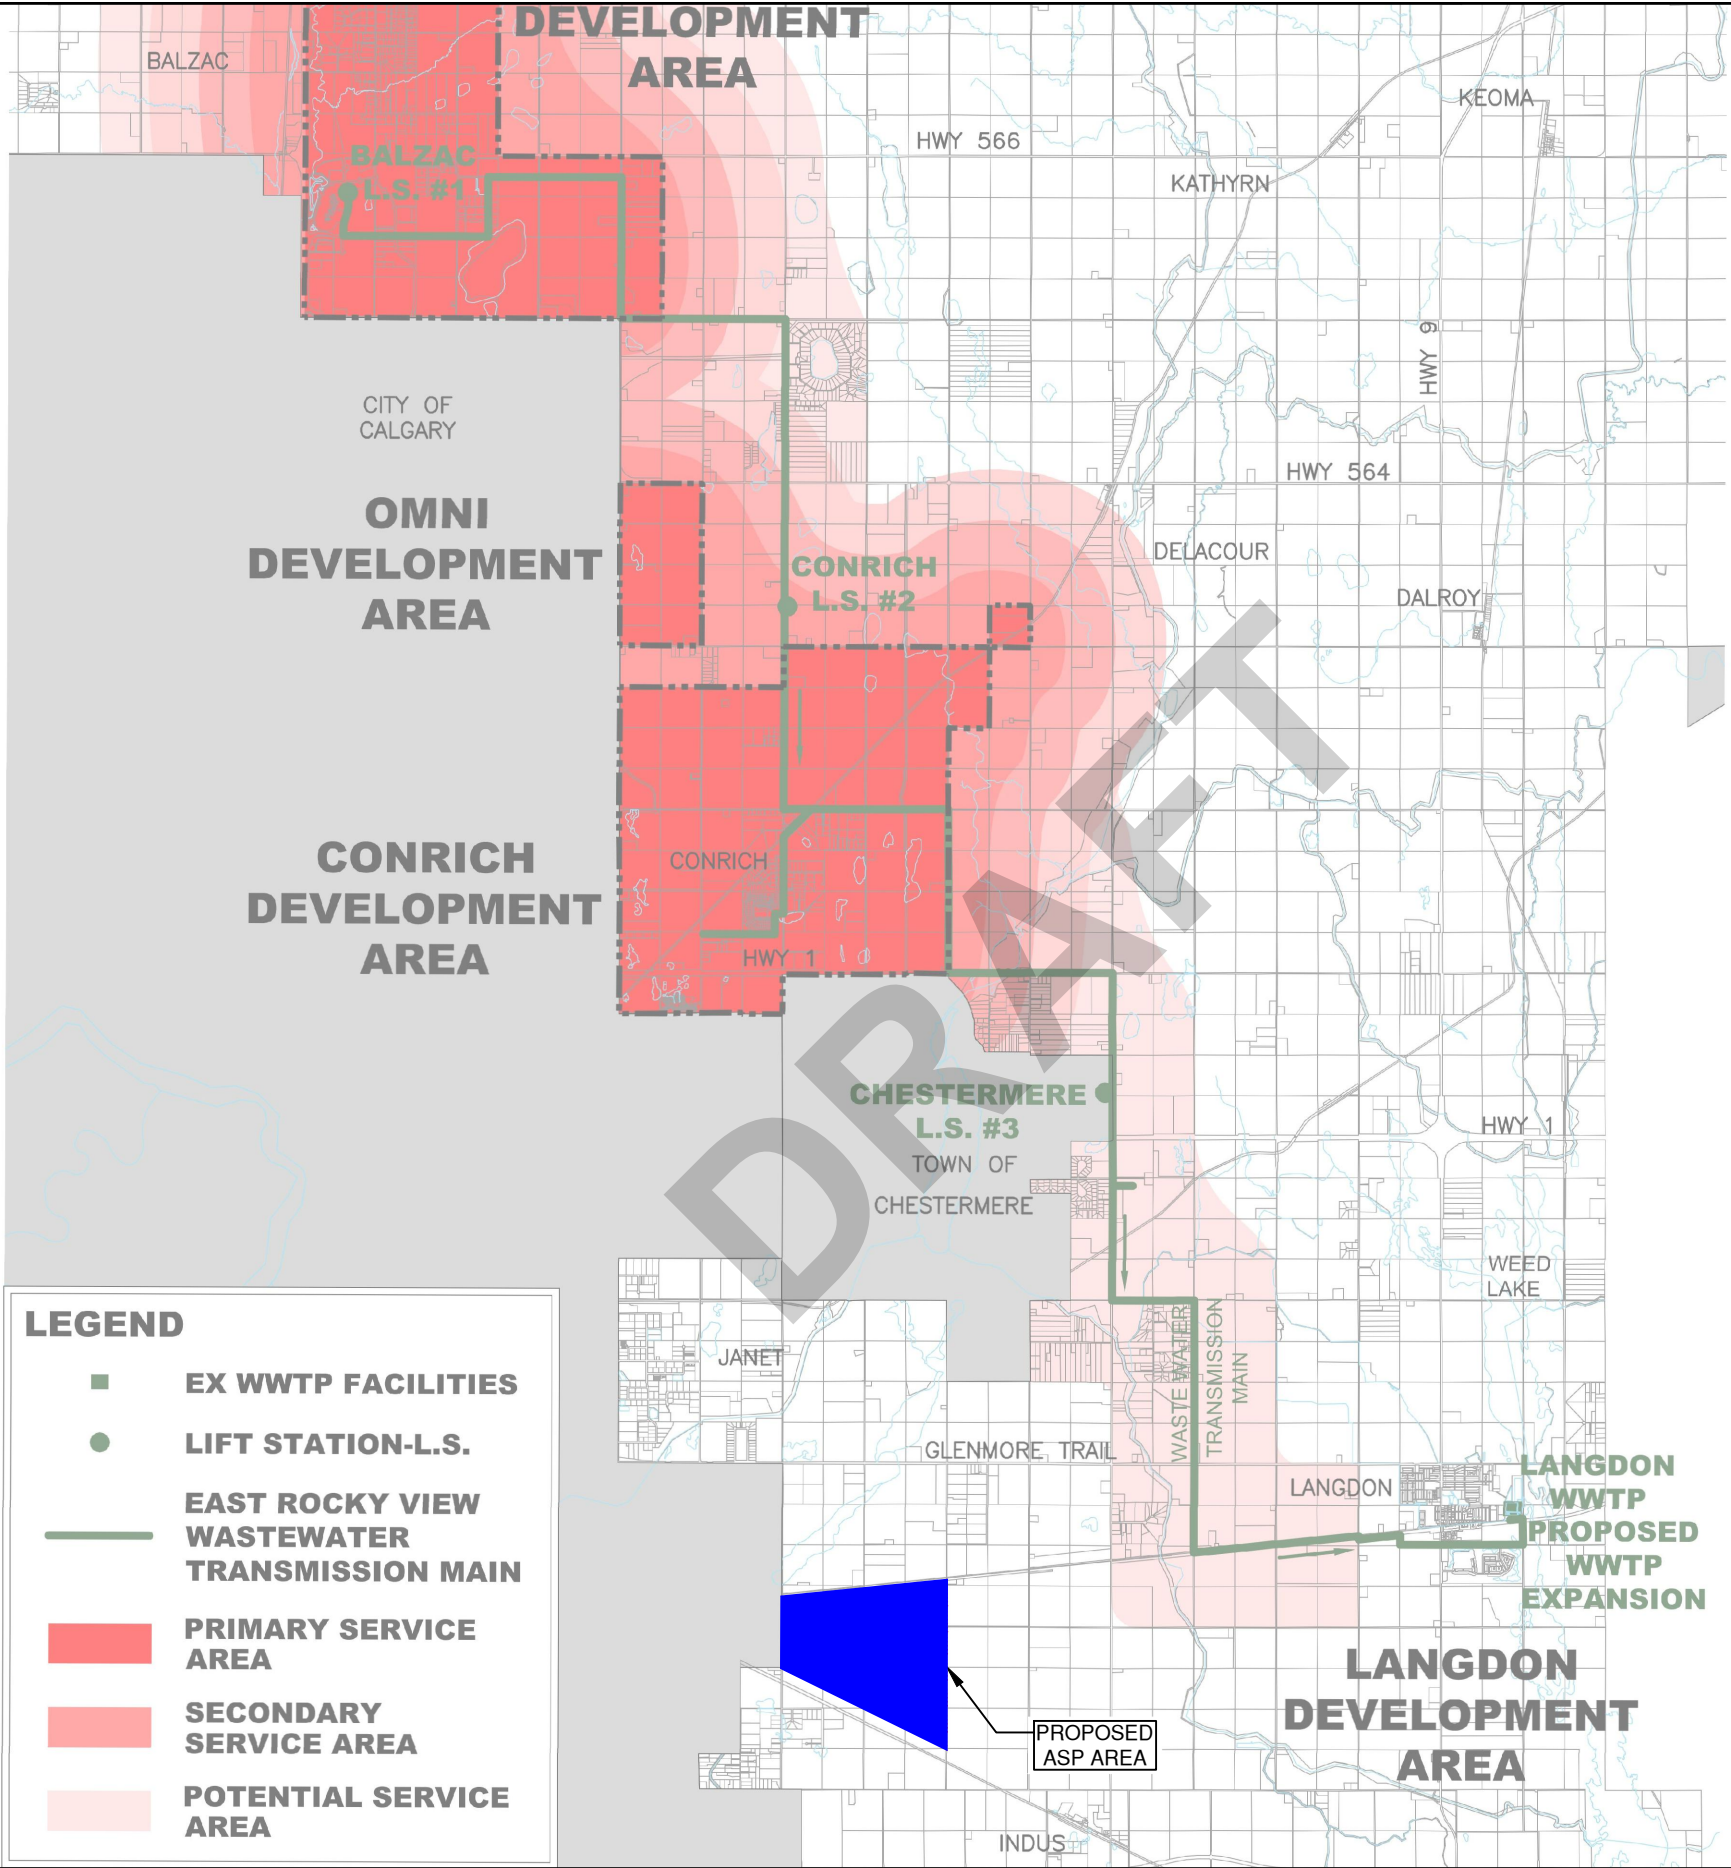 DEVELOPMENT
AREA
BALZAC
KEOMA
HWY 566
BALZAC
L.S. #1
KATHYRN
HWY 9
CITY OF
CALGARY
HWY 564
OMNI
DEVELOPMENT
AREA
DELACOUR
CONRICH
L.S. #2
DALROY
CONRICH
DEVELOPMENT
AREA
CONRICH
HWY 1
DRAFT
CHESTERMERE
L.S. #3
HWY 1
TOWN OF
CHESTERMERE
WEED
LAKE
JANET
WASTE WATER
TRANSMISSION
MAIN
GLENMORE TRAIL
LANGDON
LANGDON
WWTP
PROPOSED
WWTP
EXPANSION
LANGDON
DEVELOPMENT
AREA
PROPOSED
ASP AREA
INDUS
LEGEND
EX WWTP FACILITIES
LIFT STATION-L.S.
EAST ROCKY VIEW
WASTEWATER
TRANSMISSION MAIN
PRIMARY SERVICE
AREA
SECONDARY
SERVICE AREA
POTENTIAL SERVICE
AREA